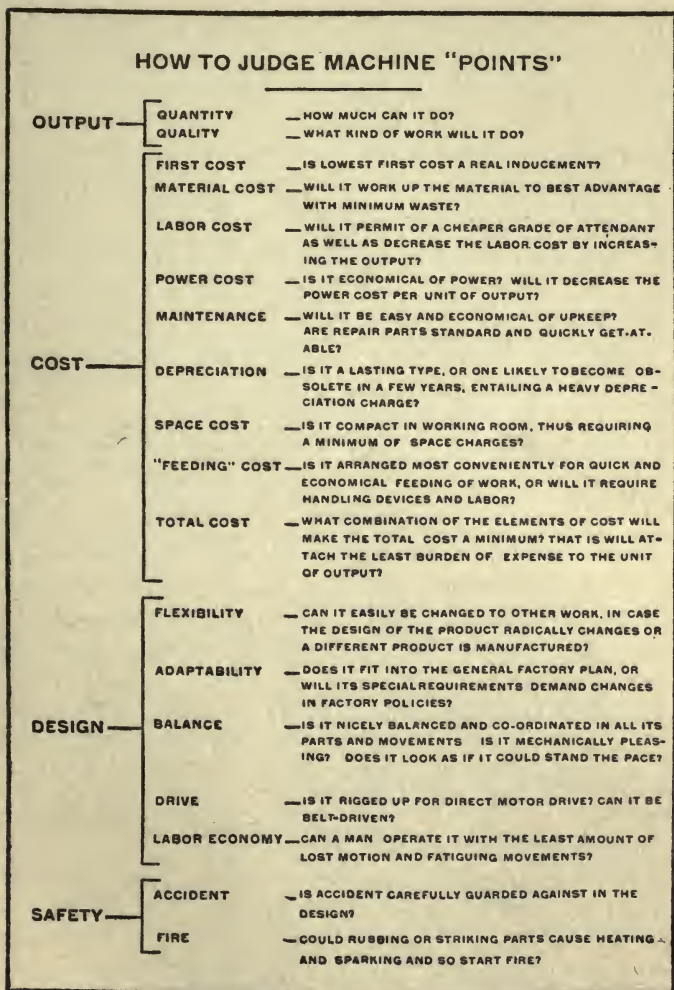 HOW TO JUDGE MACHINE "POINTS"
OUTPUT
QUANTITY — HOW MUCH CAN IT DO?
QUALITY — WHAT KIND OF WORK WILL IT DO?
COST
FIRST COST — IS LOWEST FIRST COST A REAL INDUCEMENT?
MATERIAL COST — WILL IT WORK UP THE MATERIAL TO BEST ADVANTAGE
WITH MINIMUM WASTE?
LABOR COST — WILL IT PERMIT OF A CHEAPER GRADE OF ATTENDANT
AS WELL AS DECREASE THE LABOR COST BY INCREAS-
ING THE OUTPUT?
POWER COST — IS IT ECONOMICAL OF POWER? WILL IT DECREASE THE
POWER COST PER UNIT OF OUTPUT?
MAINTENANCE — WILL IT BE EASY AND ECONOMICAL OF UPKEEP?
ARE REPAIR PARTS STANDARD AND QUICKLY GET-AT-
ABLE?
DEPRECIATION — IS IT A LASTING TYPE, OR ONE LIKELY TOBECOME OB-
SOLETE IN A FEW YEARS, ENTAILING A HEAVY DEPRE-
CIATION CHARGE?
SPACE COST — IS IT COMPACT IN WORKING ROOM, THUS REQUIRING
A MINIMUM OF SPACE CHARGES?
"FEEDING" COST — IS IT ARRANGED MOST CONVENIENTLY FOR QUICK AND
ECONOMICAL FEEDING OF WORK, OR WILL IT REQUIRE
HANDLING DEVICES AND LABOR?
TOTAL COST — WHAT COMBINATION OF THE ELEMENTS OF COST WILL
MAKE THE TOTAL COST A MINIMUM? THAT IS WILL AT-
TACH THE LEAST BURDEN OF EXPENSE TO THE UNIT
OF OUTPUT?
DESIGN
FLEXIBILITY — CAN IT EASILY BE CHANGED TO OTHER WORK, IN CASE
THE DESIGN OF THE PRODUCT RADICALLY CHANGES OR
A DIFFERENT PRODUCT IS MANUFACTURED?
ADAPTABILITY — DOES IT FIT INTO THE GENERAL FACTORY PLAN, OR
WILL ITS SPECIALREQUIREMENTS DEMAND CHANGES
IN FACTORY POLICIES?
BALANCE — IS IT NICELY BALANCED AND CO-ORDINATED IN ALL ITS
PARTS AND MOVEMENTS IS IT MECHANICALLY PLEAS-
ING? DOES IT LOOK AS IF IT COULD STAND THE PACE?
DRIVE — IS IT RIGGED UP FOR DIRECT MOTOR DRIVE? CAN IT BE
BELT-DRIVEN?
LABOR ECONOMY — CAN A MAN OPERATE IT WITH THE LEAST AMOUNT OF
LOST MOTION AND FATIGUING MOVEMENTS?
SAFETY
ACCIDENT — IS ACCIDENT CAREFULLY GUARDED AGAINST IN THE
DESIGN?
FIRE — COULD RUBBING OR STRIKING PARTS CAUSE HEATING
AND SPARKING AND SO START FIRE?